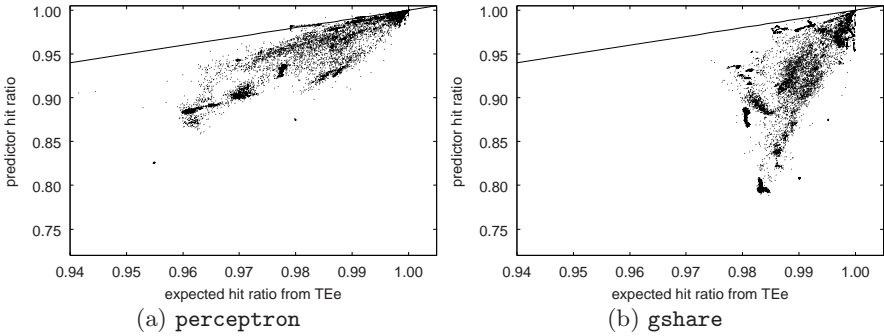 1.00
0.95
0.90
0.85
0.80
0.75
predictor hit ratio
0.94 0.95 0.96 0.97 0.98 0.99 1.00
expected hit ratio from TEe
(a) perceptron
1.00
0.95
0.90
0.85
0.80
0.75
predictor hit ratio
0.94 0.95 0.96 0.97 0.98 0.99 1.00
expected hit ratio from TEe
(b) gshare